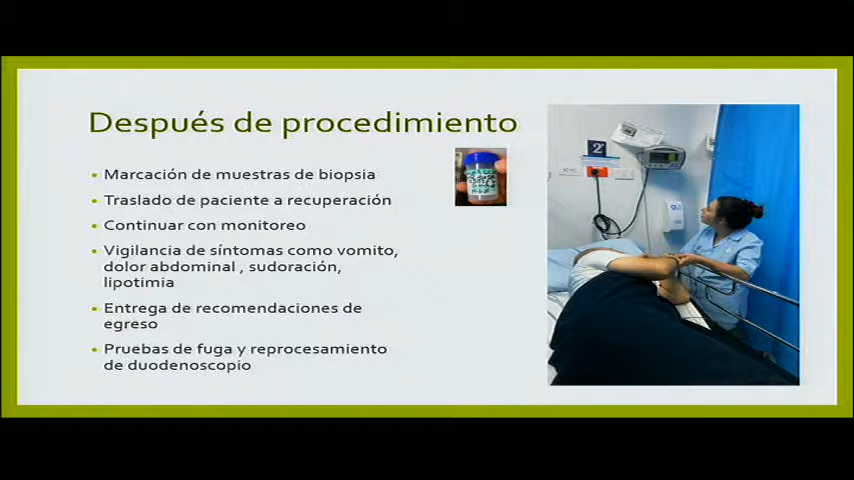 Después de procedimiento
Marcación de muestras de biopsia
Traslado de paciente a recuperación
Continuar con monitoreo
Vigilancia de síntomas como vomito,
dolor abdominal , sudoración,
lipotimia
Entrega de recomendaciones de
egreso
Pruebas de fuga y reprocesamiento
de duodenoscopio
2